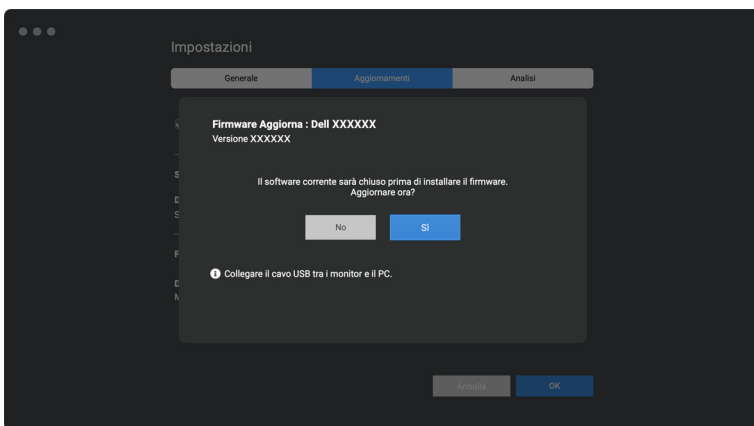 Impostazioni
Generale
Aggiornamenti
Analisi
Firmware Aggiorna : Dell XXXXXX
Versione XXXXXX
S
D
S
Il software corrente sarà chiuso prima di installare il firmware.
Aggiornare ora?
No
Sì
F
Collegare il cavo USB tra i monitor e il PC.
D
M
Annulla
OK